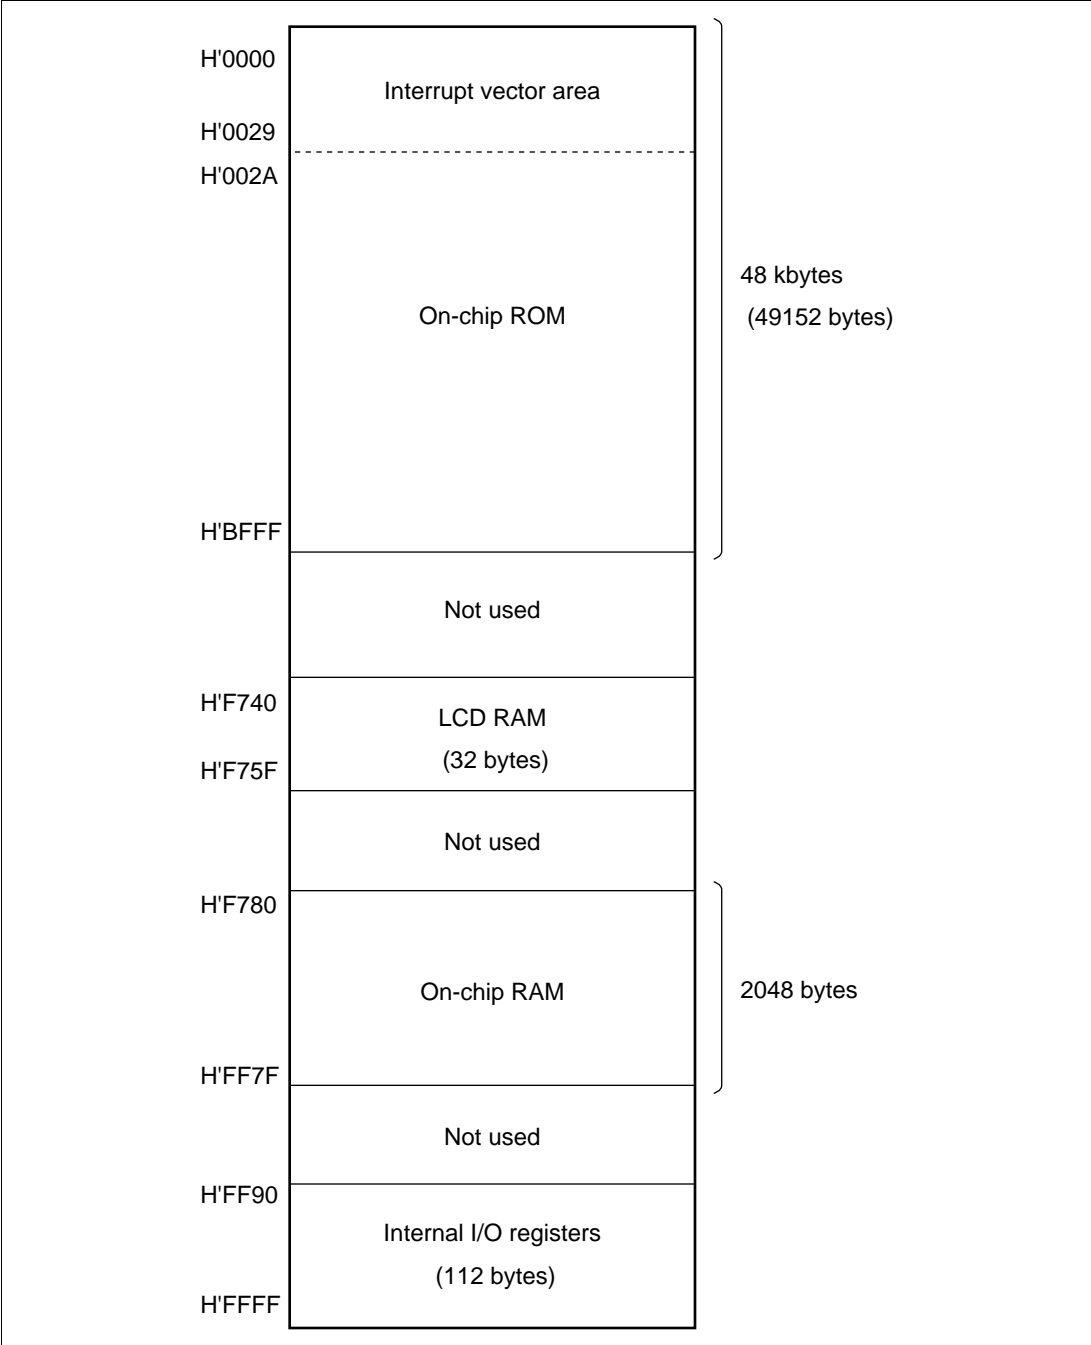 H'0000
Interrupt vector area
H'0029
H'002A
48 kbytes
(49152 bytes)
On-chip ROM
H'BFFF
Not used
H'F740
LCD RAM
(32 bytes)
H'F75F
Not used
H'F780
On-chip RAM
2048 bytes
H'FF7F
Not used
H'FF90
Internal I/O registers
(112 bytes)
H'FFFF